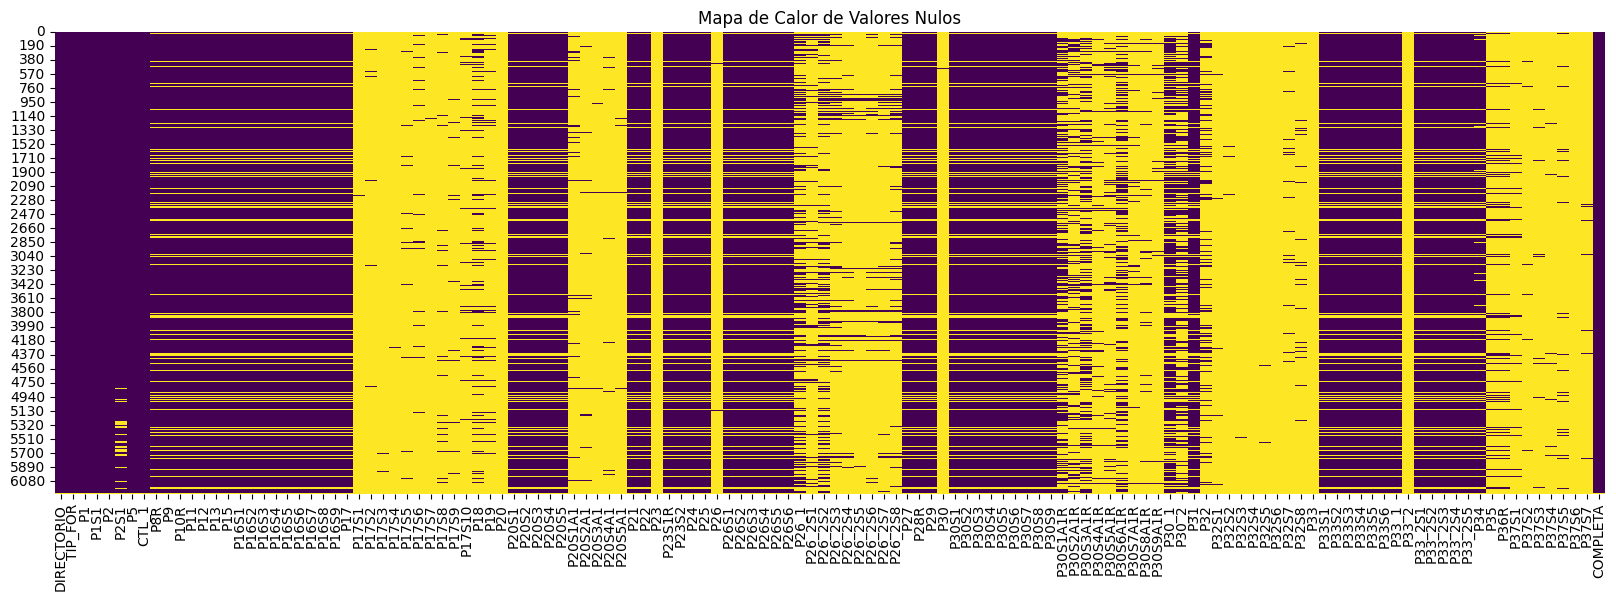 Mapa de Calor de Valores Nulos
0
190
380
570
760
950
1140
1330
1520
1710
1900
2090
2280
2470
2660
2850
3040
3230
3420
3610
3800
3990
4180
4370
4560
4750
4940
5130
5320
5510
5700
5890
6080
DIRECTORIO
TIP_FOR
P1
P1S1
P2
P2S1
P5
CTL_1
P8R
P9
P10R
P11
P12
P13
P15
P16S1
P16S2
P16S3
P16S4
P16S5
P16S6
P16S7
P16S8
P16S9
P17
P17S1
P17S2
P17S3
P17S4
P17S5
P17S6
P17S7
P17S8
P17S9
P17S10
P18
P19
P20
P20S1
P20S2
P20S3
P20S4
P20S5
P20S1A1
P20S2A1
P20S3A1
P20S4A1
P20S5A1
P21
P22
P23
P23S1R
P23S2
P24
P25
P26
P26S1
P26S2
P26S3
P26S4
P26S5
P26S6
P26_1
P26_2S1
P26_2S2
P26_2S3
P26_2S4
P26_2S5
P26_2S6
P26_2S7
P26_2S8
P27
P28R
P29
P30
P30S1
P30S2
P30S3
P30S4
P30S5
P30S6
P30S7
P30S8
P30S9
P30S1A1R
P30S2A1R
P30S3A1R
P30S4A1R
P30S5A1R
P30S6A1R
P30S7A1R
P30S8A1R
P30S9A1R
P30_1
P30_2
P31
P32
P32S1
P32S2
P32S3
P32S4
P32S5
P32S6
P32S7
P32S8
P33
P33S1
P33S2
P33S3
P33S4
P33S5
P33S6
P33_1
P33_2
P33_2S1
P33_2S2
P33_2S3
P33_2S4
P33_2S5
P34
P35
P36R
P37S1
P37S2
P37S3
P37S4
P37S5
P37S6
P37S7
COMPLETA